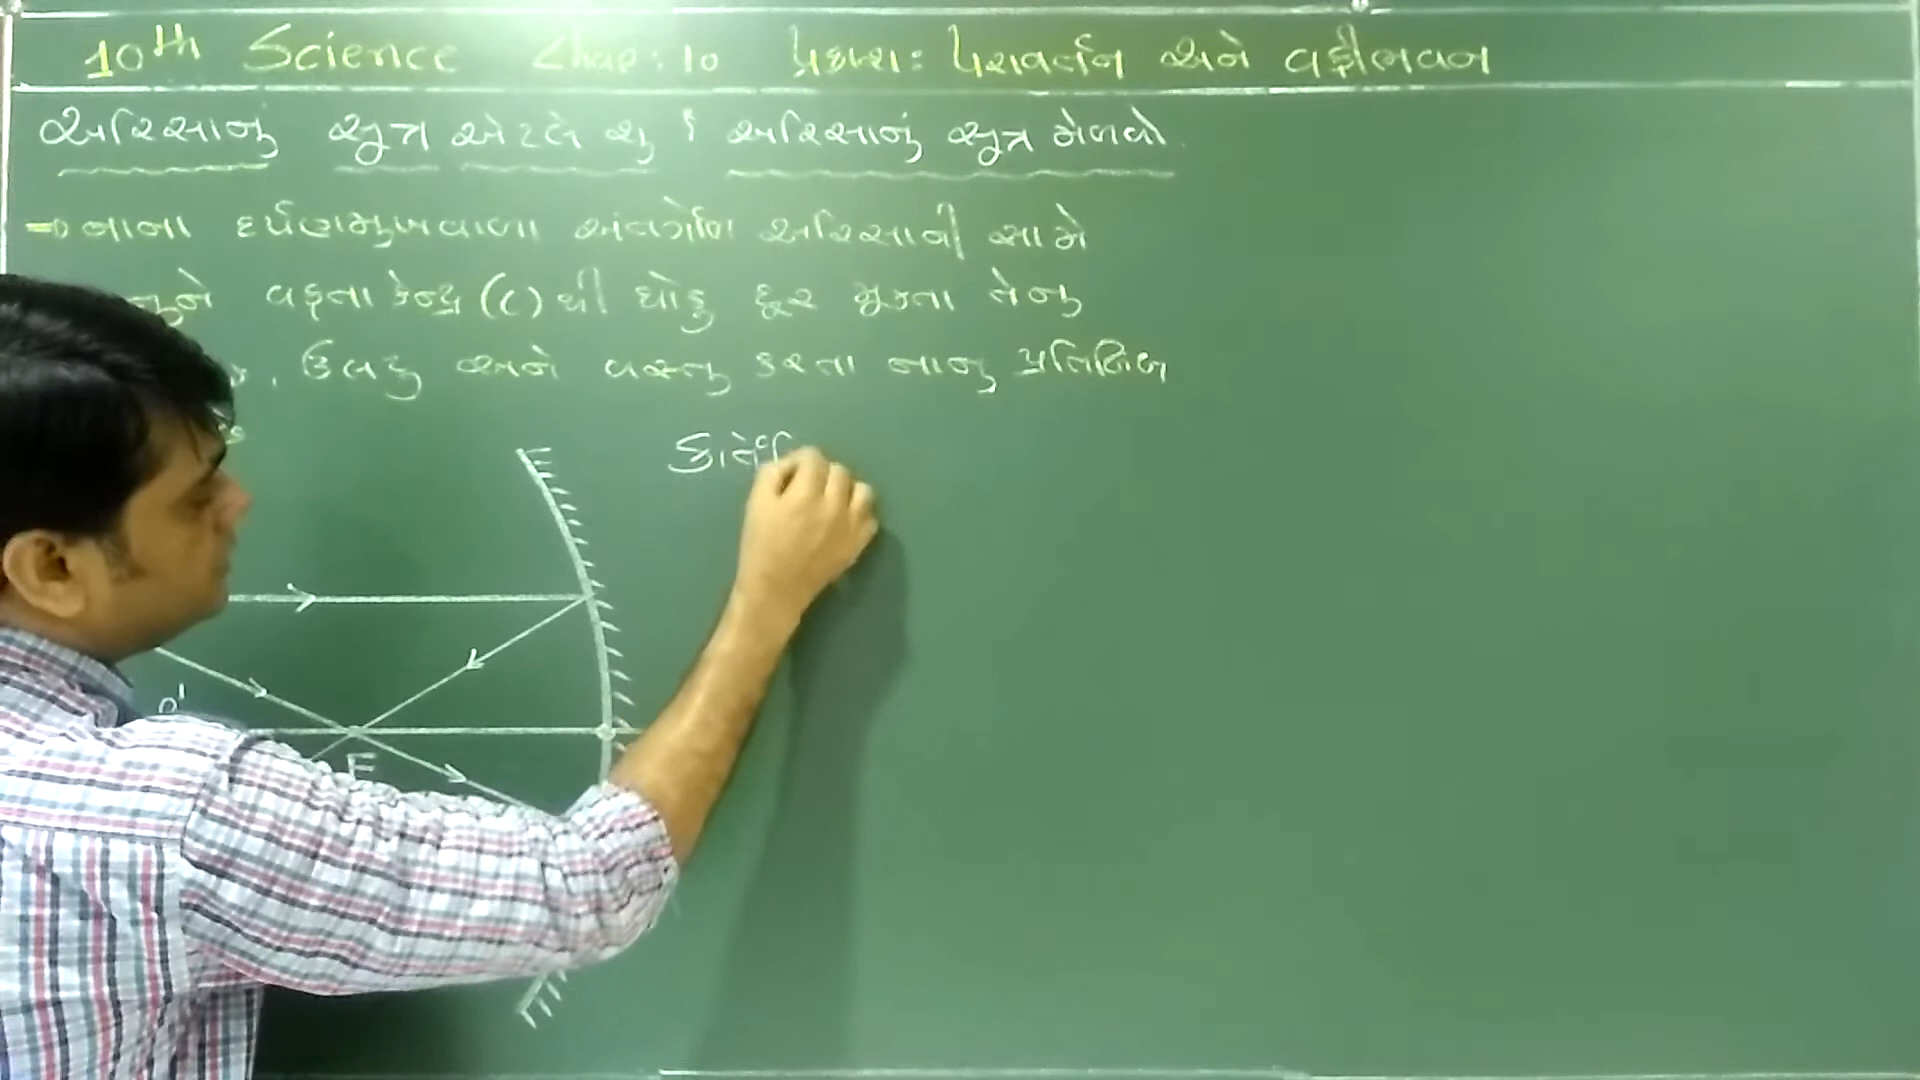 10th Science Chap: 10 પ્રકાશ: પરાવર્તન અને વક્રીભવન
અરિસાનું સુત્ર એટલે શુ ? અરિસાનું સુત્ર મેળવો.
⇒ નાના દર્પણમુખવાળા અંતર્ગોળ અરિસાની સામે
વક્રતા કેન્દ્ર (C) થી થોડુ દૂર મુકતા તેનુ
, ઉલટુ અને વસ્તુ કરતા નાનુ પ્રતિબિંબ
કાર્તે
O'
F